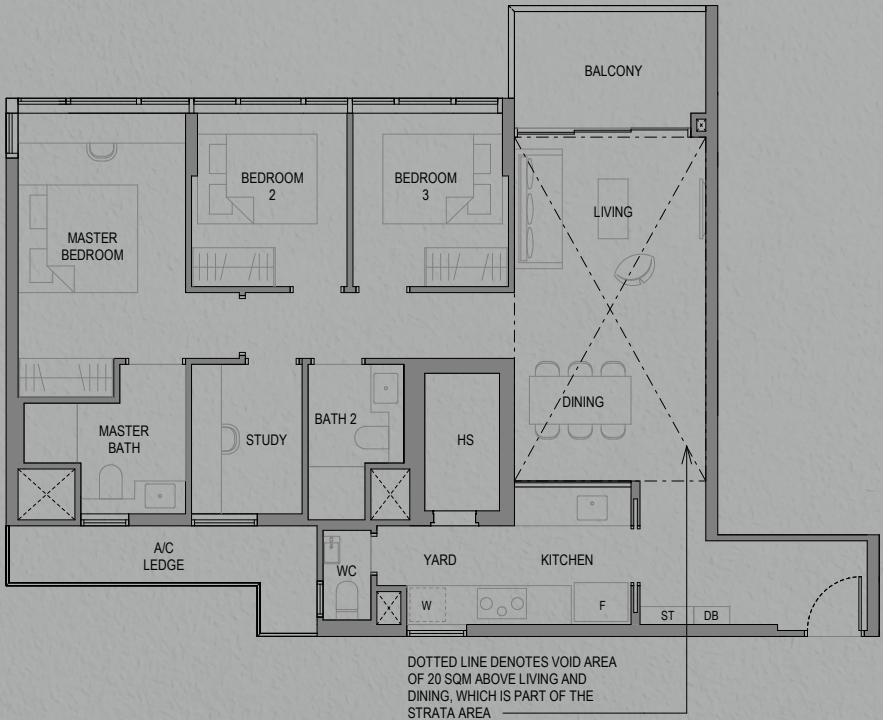 BALCONY
BEDROOM
2
BEDROOM
3
LIVING
MASTER
BEDROOM
DINING
MASTER
BATH
STUDY
BATH 2
HS
A/C
LEDGE
WC
YARD
KITCHEN
W
F
ST
DB
DOTTED LINE DENOTES VOID AREA
OF 20 SQM ABOVE LIVING AND
DINING, WHICH IS PART OF THE
STRATA AREA